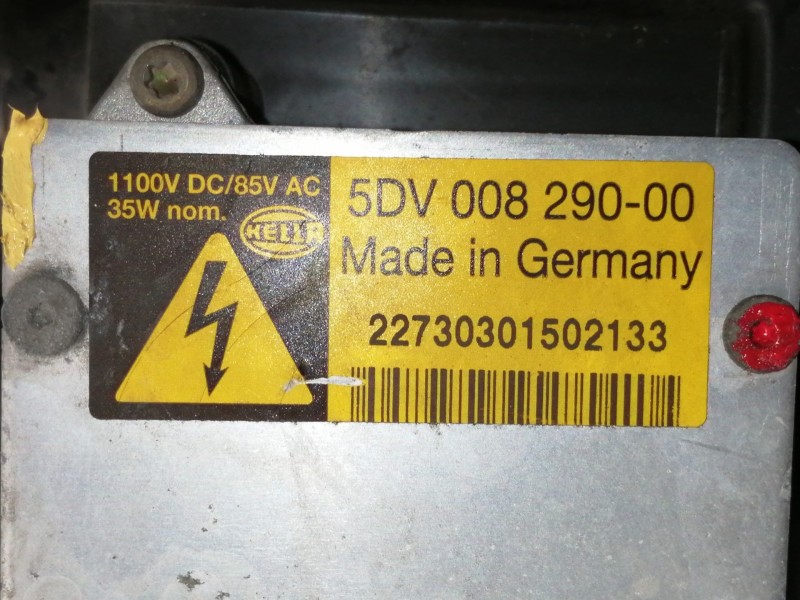 1100V DC/85V AC
35W nom.
HELLA
5DV 008 290-00
Made in Germany
22730301502133